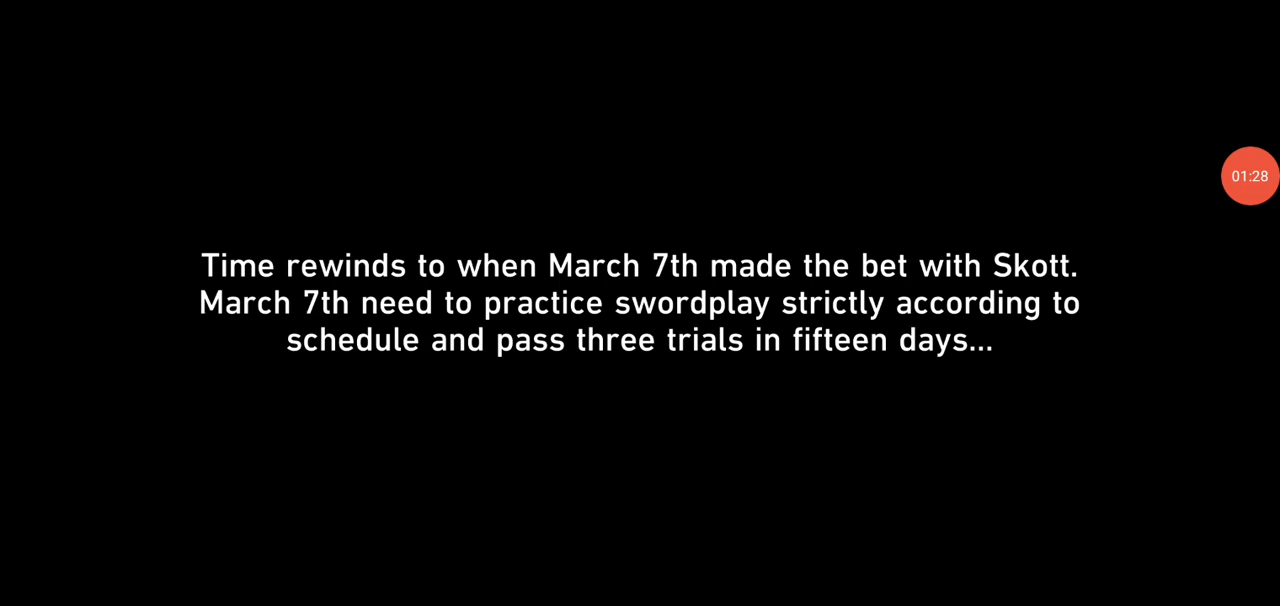 Time rewinds to when March 7th made the bet with Skott.
March 7th need to practice swordplay strictly according to
schedule and pass three trials in fifteen days...
01:28